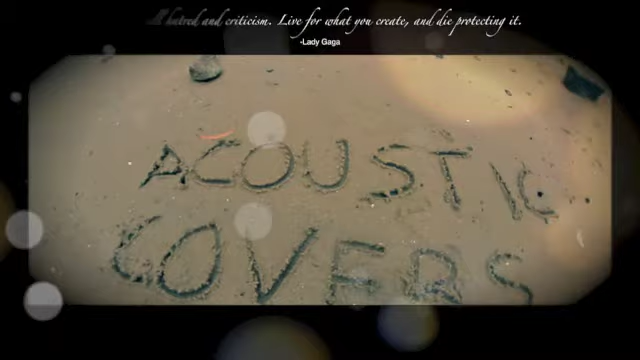 hatred and criticism. Live for what you create, and die protecting it.
-Lady Gaga
ACOUSTIC
COVERS